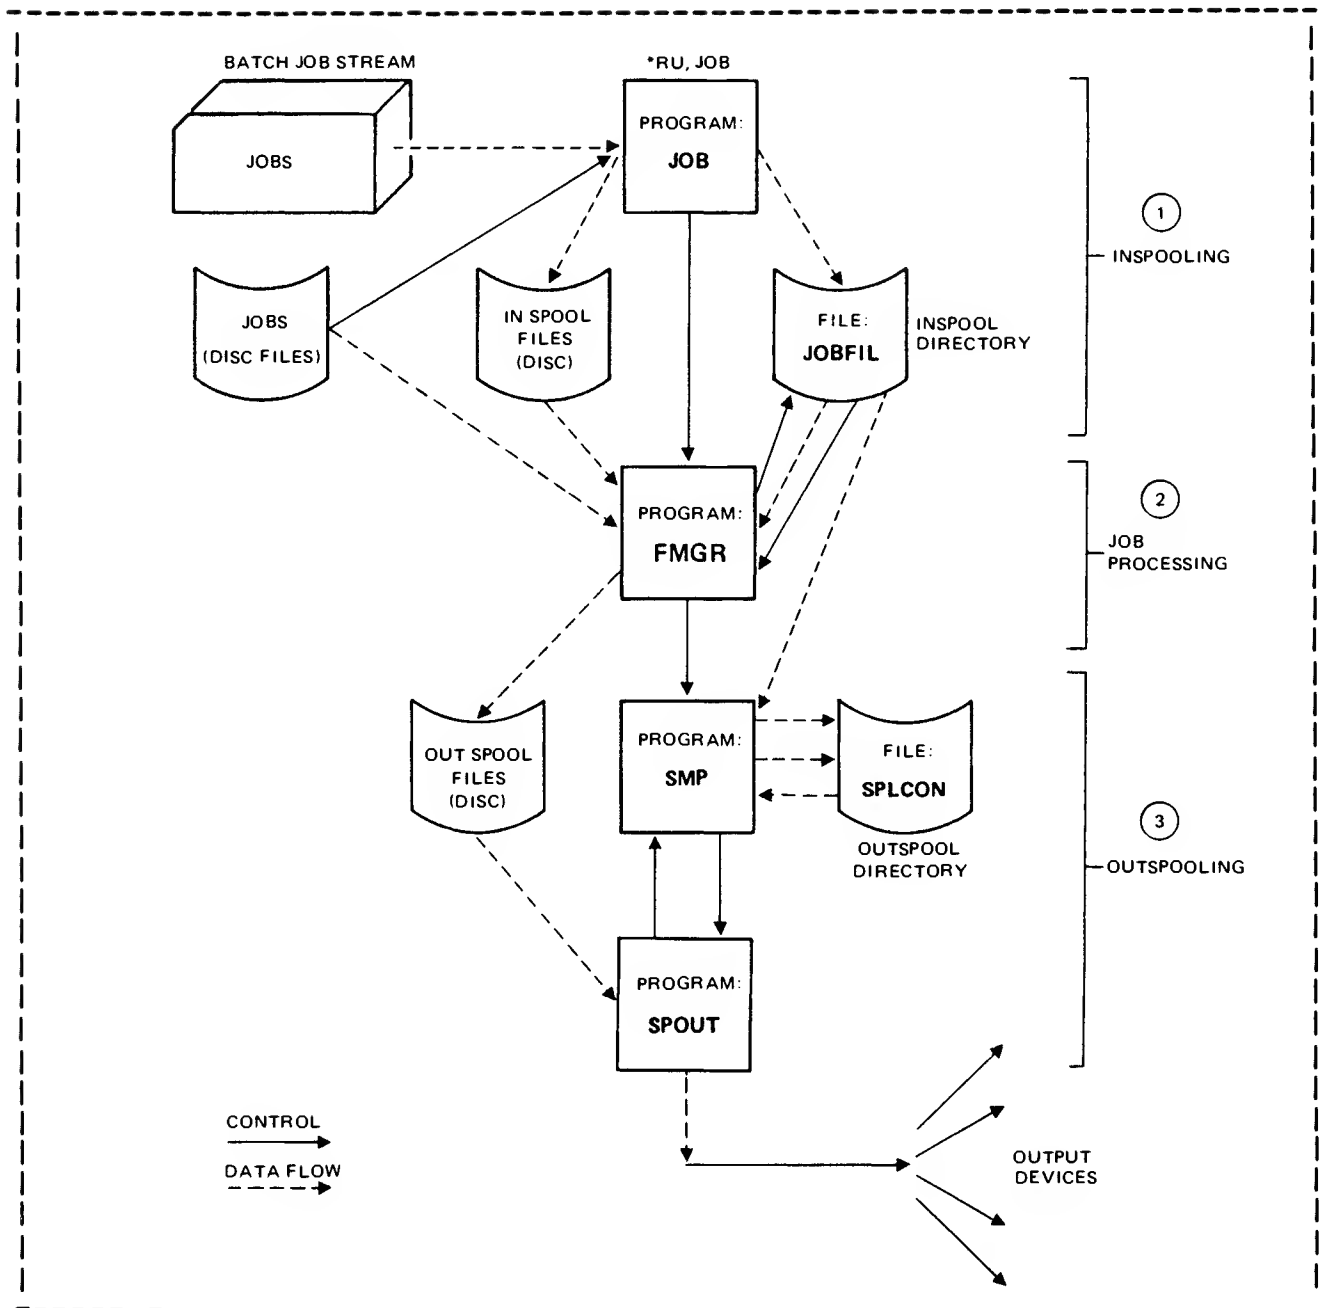 BATCH JOB STREAM
*RU, JOB
JOBS
PROGRAM:
JOB
1
INSPOOLING
JOBS
(DISC FILES)
IN SPOOL
FILES
(DISC)
FILE:
JOBFIL
INSPOOL
DIRECTORY
PROGRAM:
FMGR
2
JOB
PROCESSING
OUT SPOOL
FILES
(DISC)
PROGRAM:
SMP
FILE:
SPLCON
OUTSPOOL
DIRECTORY
3
OUTSPOOLING
PROGRAM:
SPOUT
CONTROL
DATA FLOW
OUTPUT
DEVICES